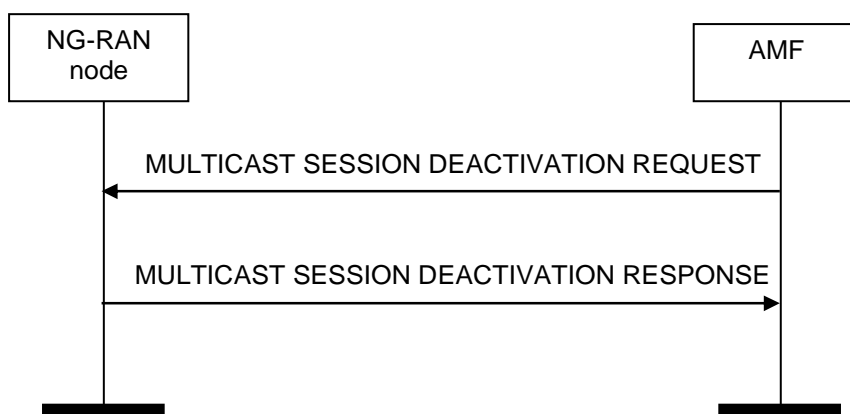 NG-RAN
node
AMF
MULTICAST SESSION DEACTIVATION REQUEST
MULTICAST SESSION DEACTIVATION RESPONSE